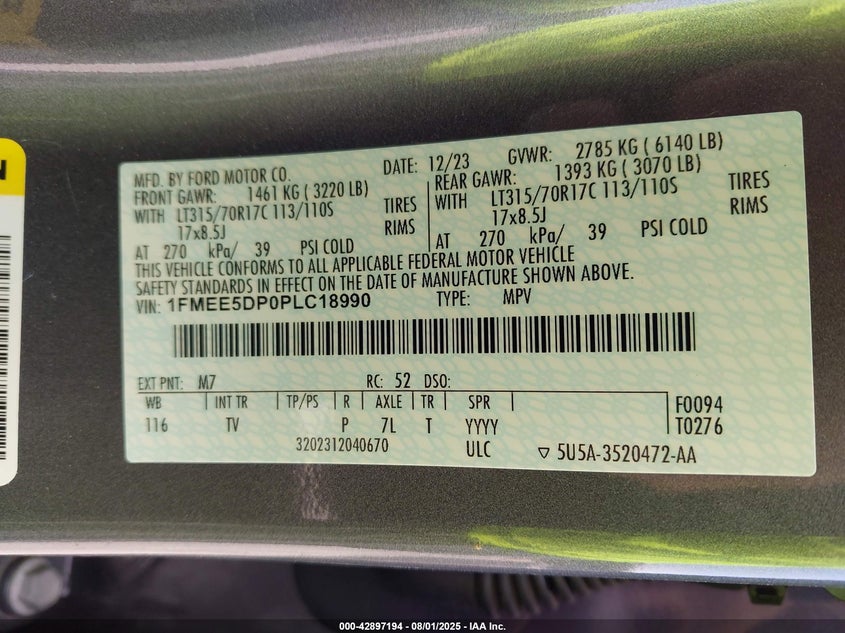 N
MFD. BY FORD MOTOR CO. DATE: 12/23 GVWR: 2785 KG ( 6140 LB)
FRONT GAWR: 1461 KG ( 3220 LB) REAR GAWR: 1393 KG ( 3070 LB)
WITH LT315/70R17C 113/110S TIRES WITH LT315/70R17C 113/110S TIRES
17x8.5J RIMS 17x8.5J RIMS
AT 270 kPa/ 39 PSI COLD AT 270 kPa/ 39 PSI COLD
THIS VEHICLE CONFORMS TO ALL APPLICABLE FEDERAL MOTOR VEHICLE
SAFETY STANDARDS IN EFFECT ON THE DATE OF MANUFACTURE SHOWN ABOVE.
VIN: 1FMEE5DP0PLC18990 TYPE: MPV
EXT PNT: M7 RC: 52 DSO:
WB INT TR TP/PS R AXLE TR SPR F0094
116 TV P 7L T YYYY T0276
3202312040670 ULC ▽ 5U5A-3520472-AA
000-42897194 - 08/01/2025 - IAA Inc.